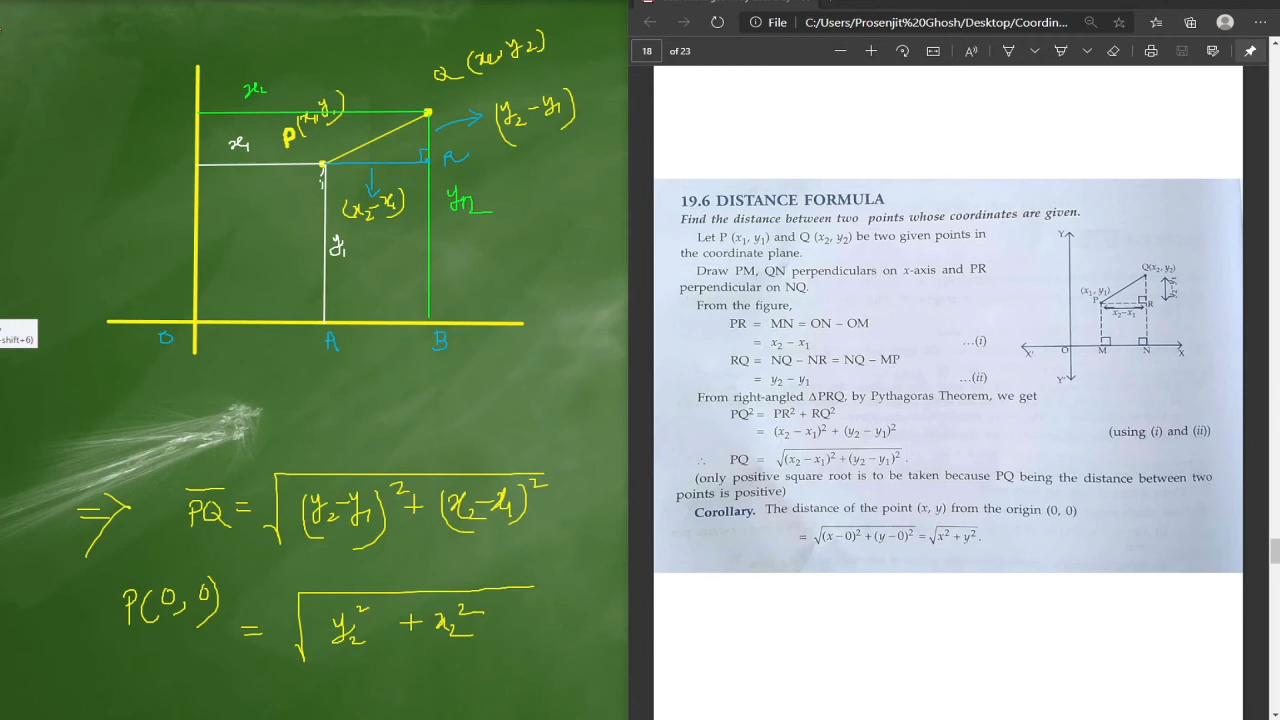 Q (x₂, y₂)
x₂
P(x₁, y₁)
(y₂-y₁)
x₁
R
(x₂-x₁)
y₂
y₁
O A B
-shift+6)
⇒ PQ = √(y₂-y₁)² + (x₂-x₁)²
P(0, 0) = √y₂² + x₂²
File | C:/Users/Prosenjit%20Ghosh/Desktop/Coordin...
18 of 23
19.6 DISTANCE FORMULA
Find the distance between two points whose coordinates are given.
Let P (x₁, y₁) and Q (x₂, y₂) be two given points in
the coordinate plane.
Draw PM, QN perpendiculars on x-axis and PR
perpendicular on NQ.
From the figure,
PR = MN = ON – OM
= x₂ – x₁ ...(i)
RQ = NQ – NR = NQ – MP
= y₂ – y₁ ...(ii)
From right-angled ΔPRQ, by Pythagoras Theorem, we get
PQ² = PR² + RQ²
= (x₂ – x₁)² + (y₂ – y₁)² (using (i) and (ii))
∴ PQ = √(x₂ – x₁)² + (y₂ – y₁)² .
(only positive square root is to be taken because PQ being the distance between two
points is positive)
Corollary. The distance of the point (x, y) from the origin (0, 0)
= √(x–0)² + (y–0)² = √x² + y².
Y
Q(x₂, y₂)
(x₁, y₁)
P R
y₂–y₁
x₂–x₁
X' O M N X
Y'